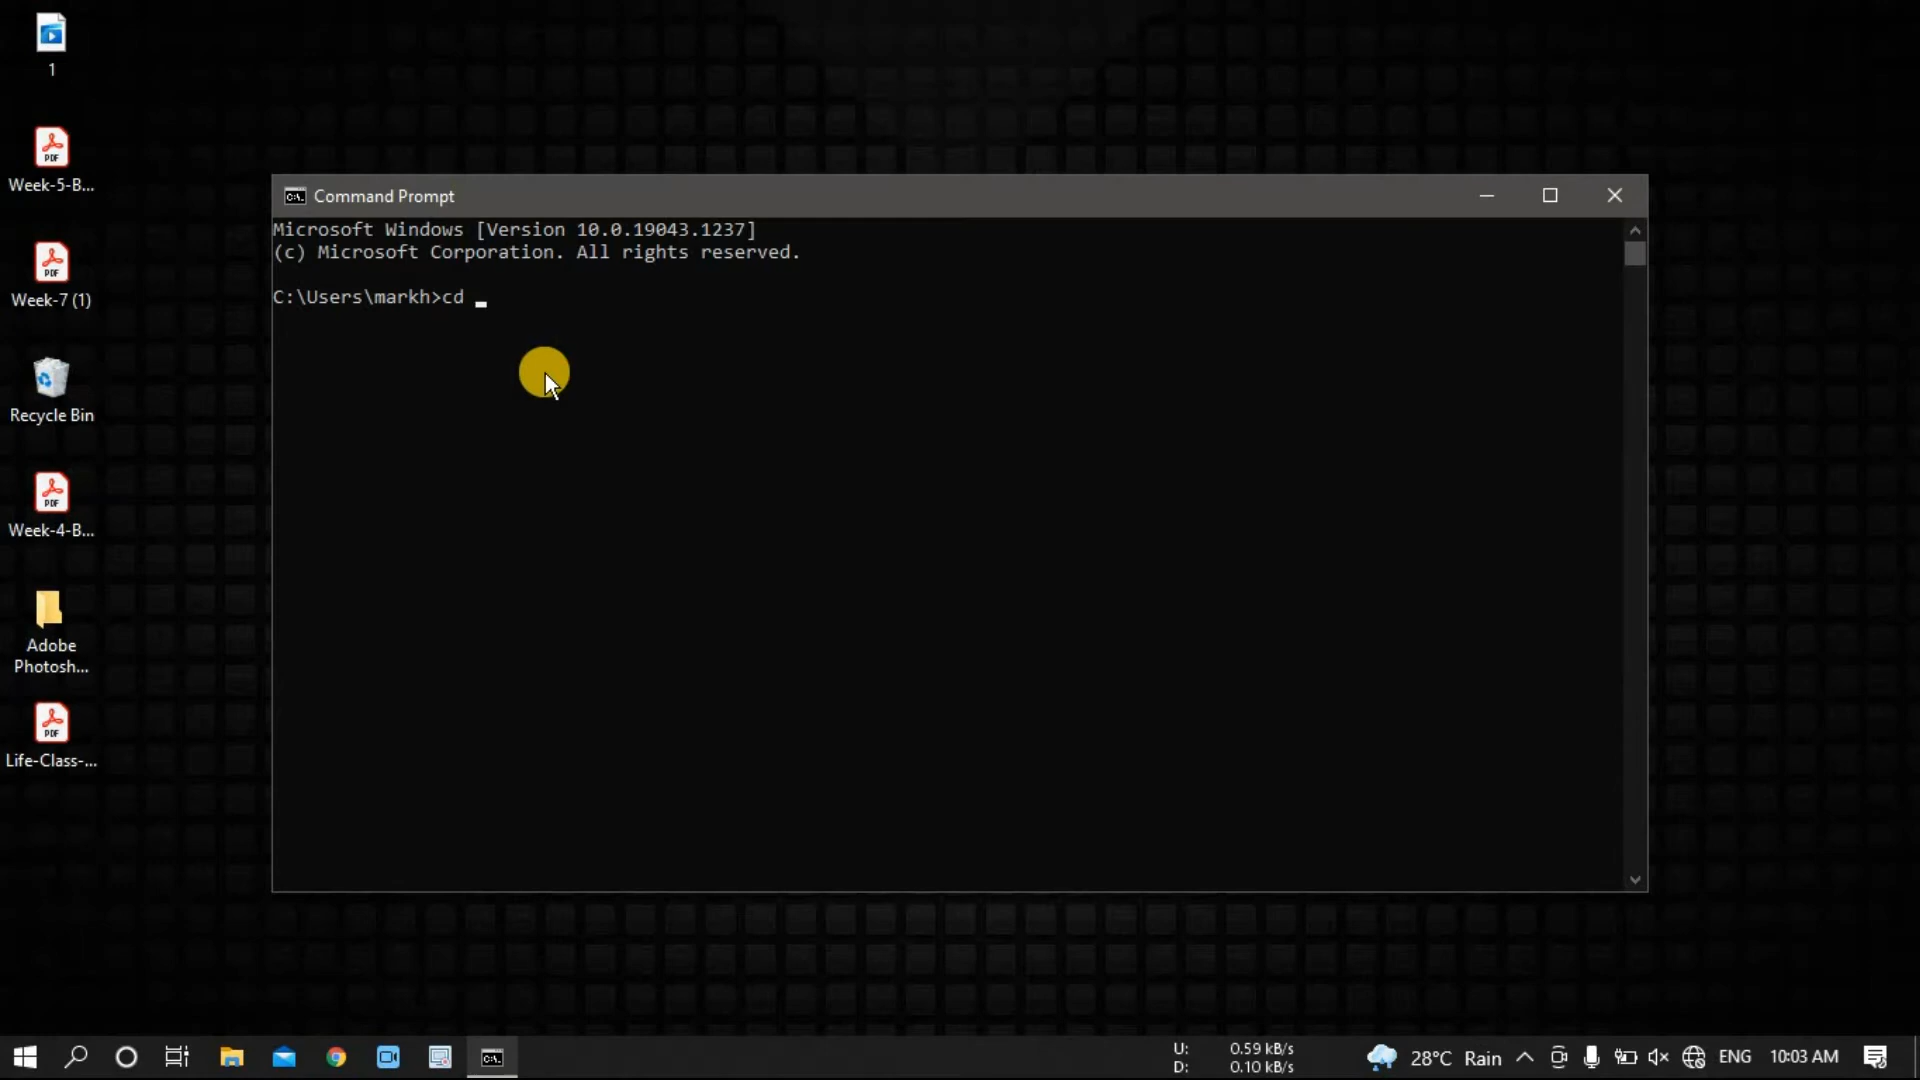 1
Week-5-B...
Week-7 (1)
Recycle Bin
Week-4-B...
Adobe
Photosh...
Life-Class-...
Command Prompt
Microsoft Windows [Version 10.0.19043.1237]
(c) Microsoft Corporation. All rights reserved.
C:\Users\markh>cd
U: 0.59 kB/s
D: 0.10 kB/s
28°C Rain
ENG
10:03 AM